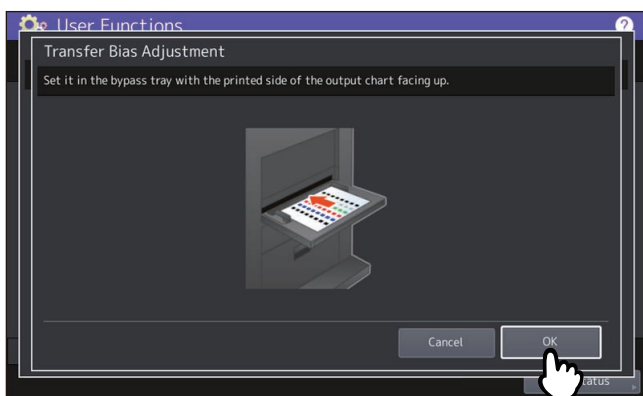 User Functions
?
Transfer Bias Adjustment
Set it in the bypass tray with the printed side of the output chart facing up.
Cancel
OK